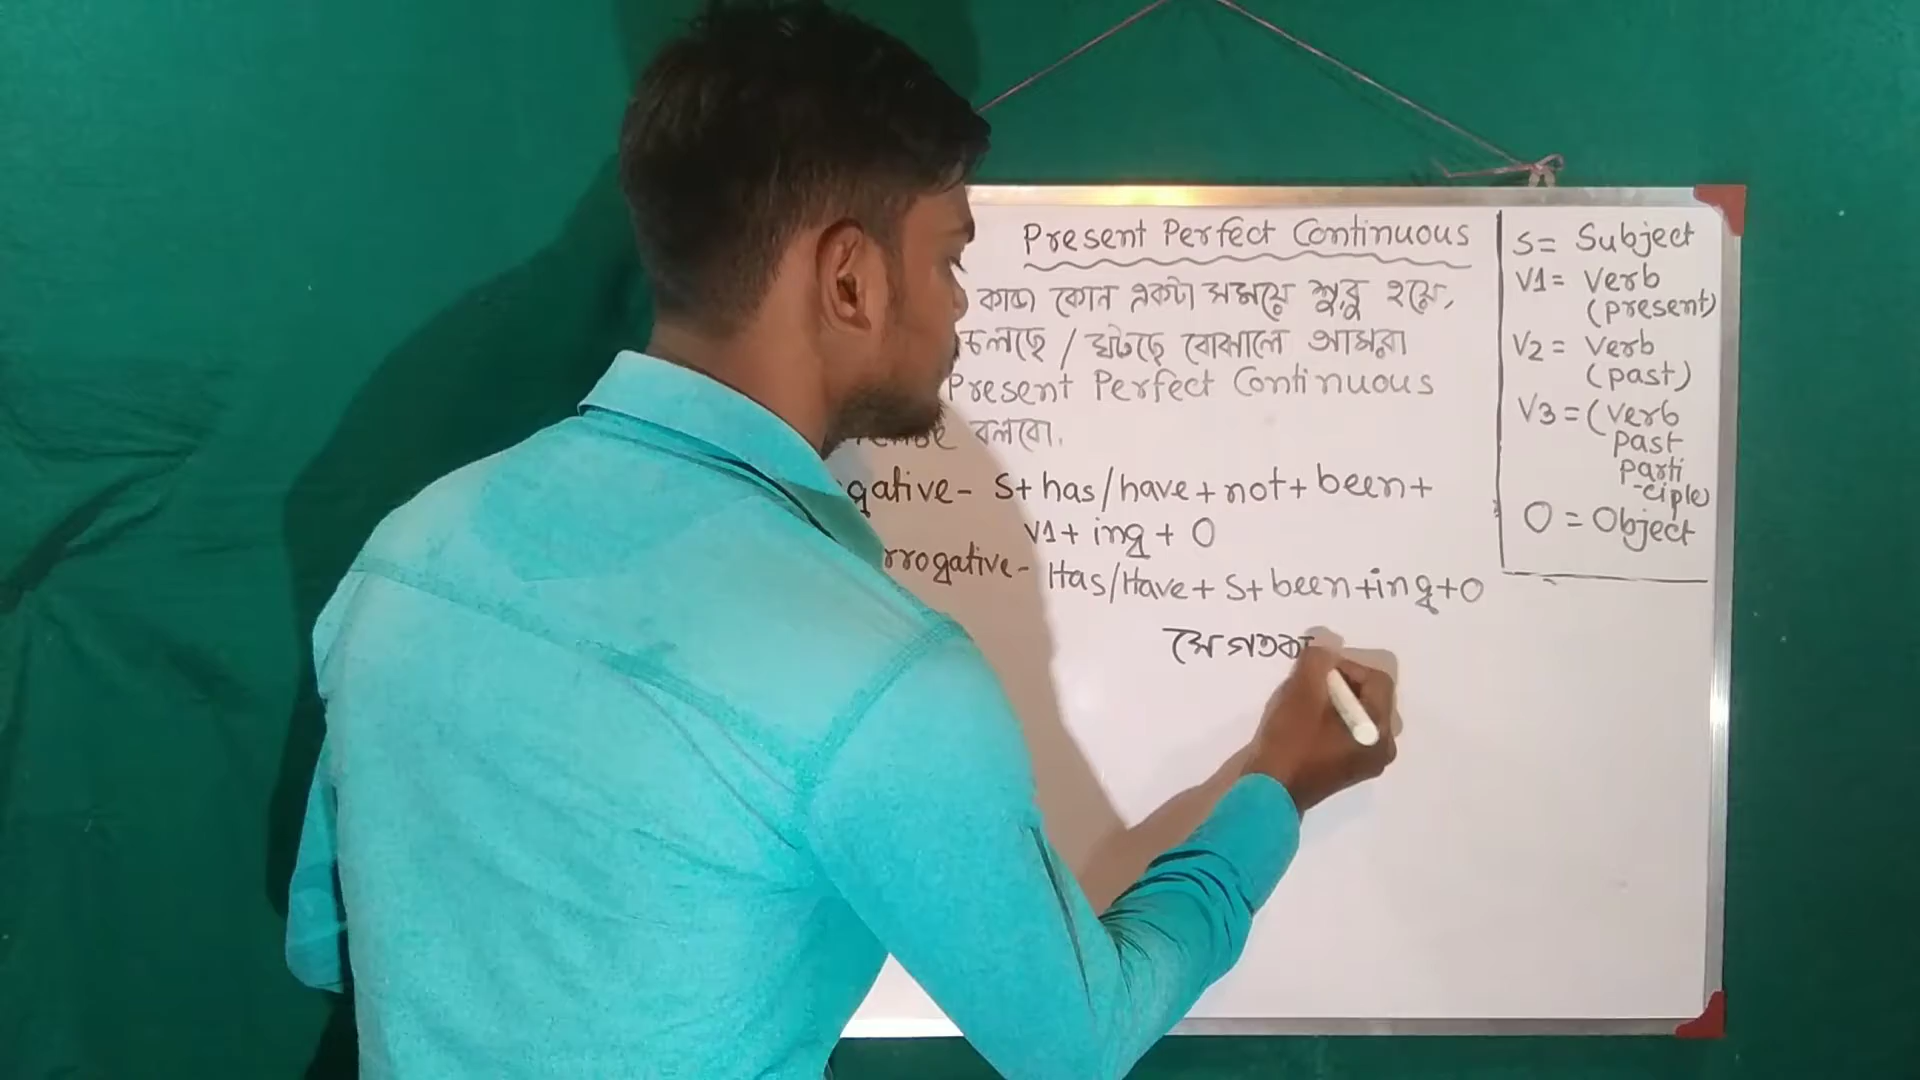 Present Perfect Continuous
কাজ কোন একটা সময়ে শুরু হয়ে,
চলছে / ঘটছে বোঝালে আমরা
Present Perfect Continuous
বলবো.
gative- S+ has/have+not+been+
V1+ ing + O
rrogative- Has/Have+ S+ been+ing+O
সে গতকা
S= Subject
V1= Verb
(present)
V2= Verb
(past)
V3=(Verb
past
parti
-ciple)
O = Object